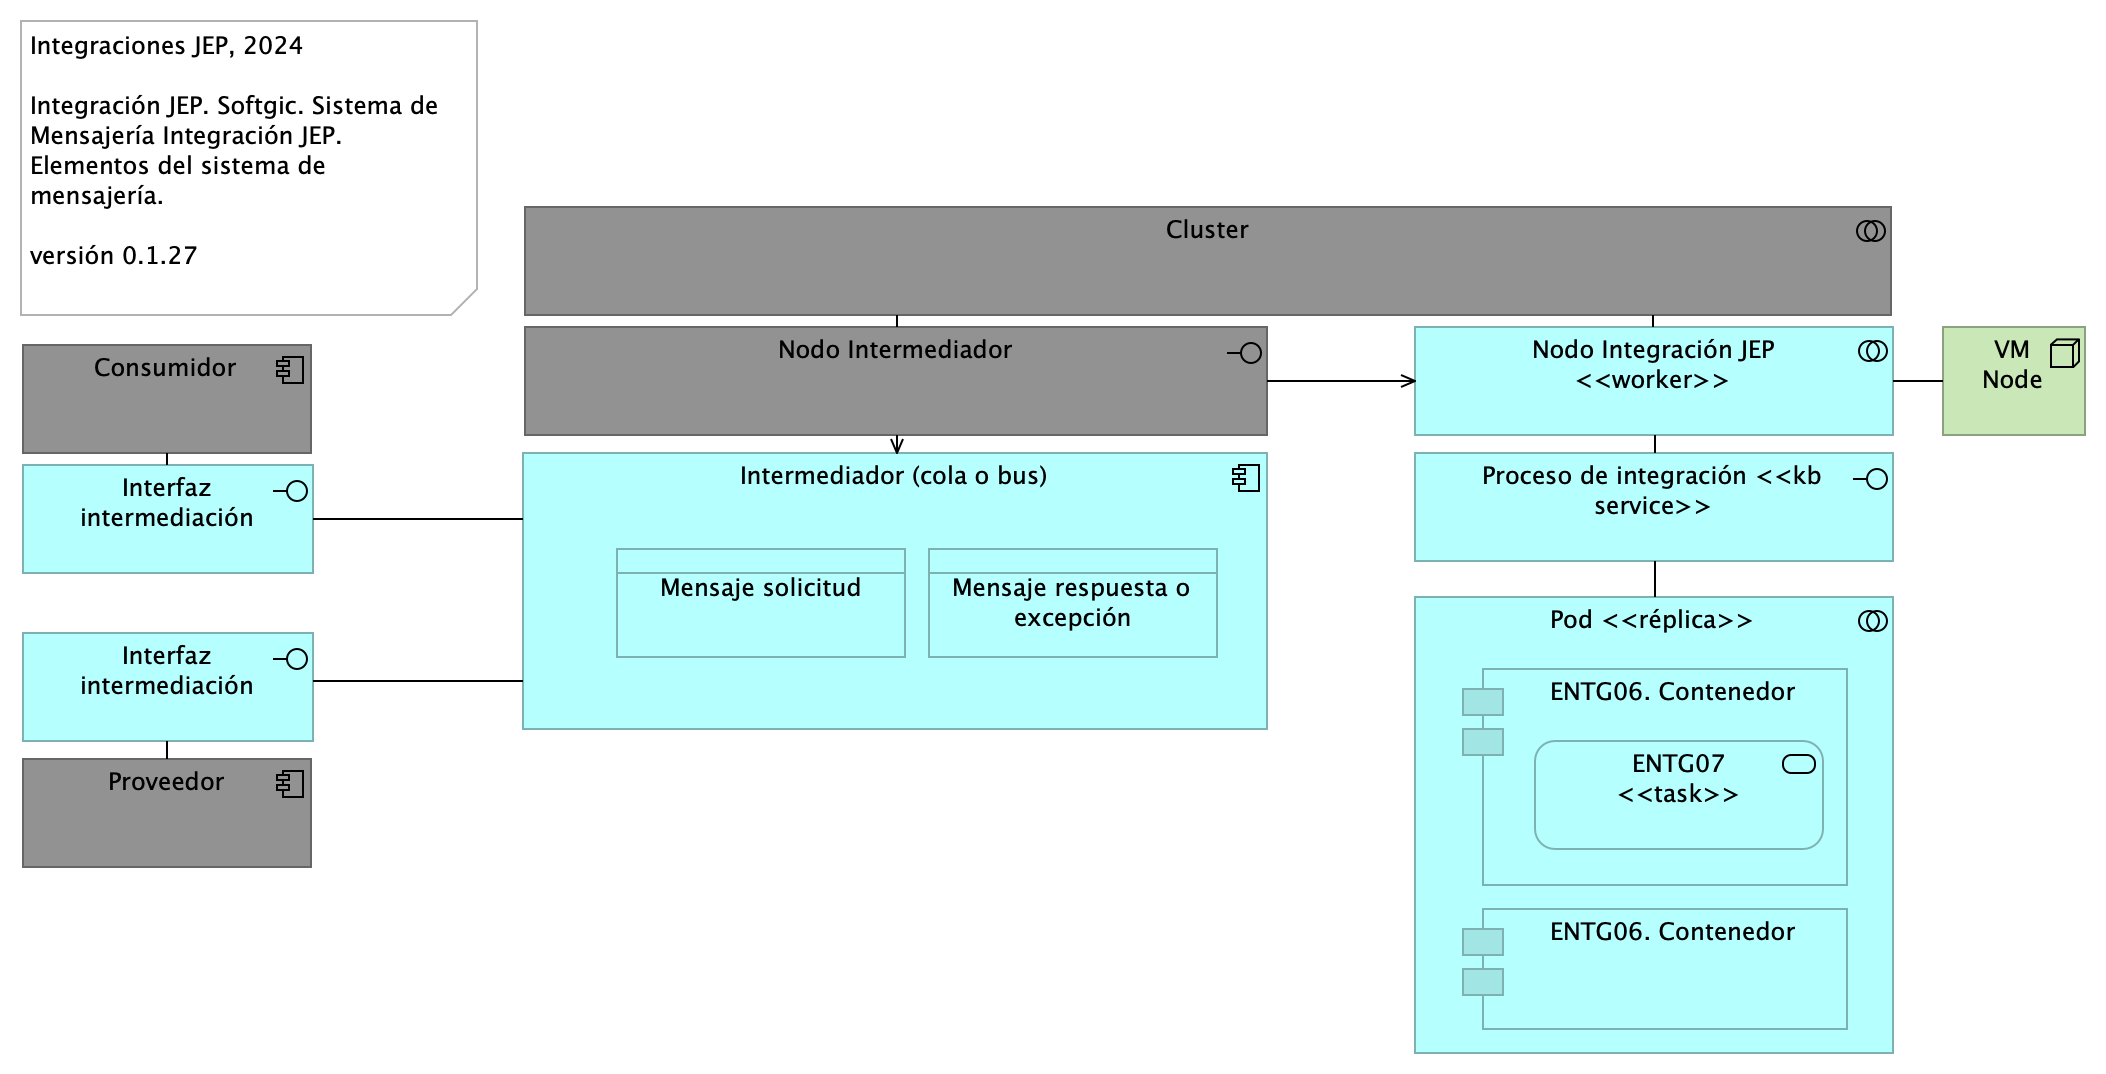 Integraciones JEP, 2024
Integración JEP. Softgic. Sistema de
Mensajería Integración JEP.
Elementos del sistema de
mensajería.
versión 0.1.27
Cluster
Nodo Intermediador
Nodo Integración JEP
<<worker>>
VM
Node
Consumidor
Interfaz
intermediación
Intermediador (cola o bus)
Mensaje solicitud
Mensaje respuesta o
excepción
Interfaz
intermediación
Proveedor
Proceso de integración <<kb
service>>
Pod <<réplica>>
ENTG06. Contenedor
ENTG07
<<task>>
ENTG06. Contenedor